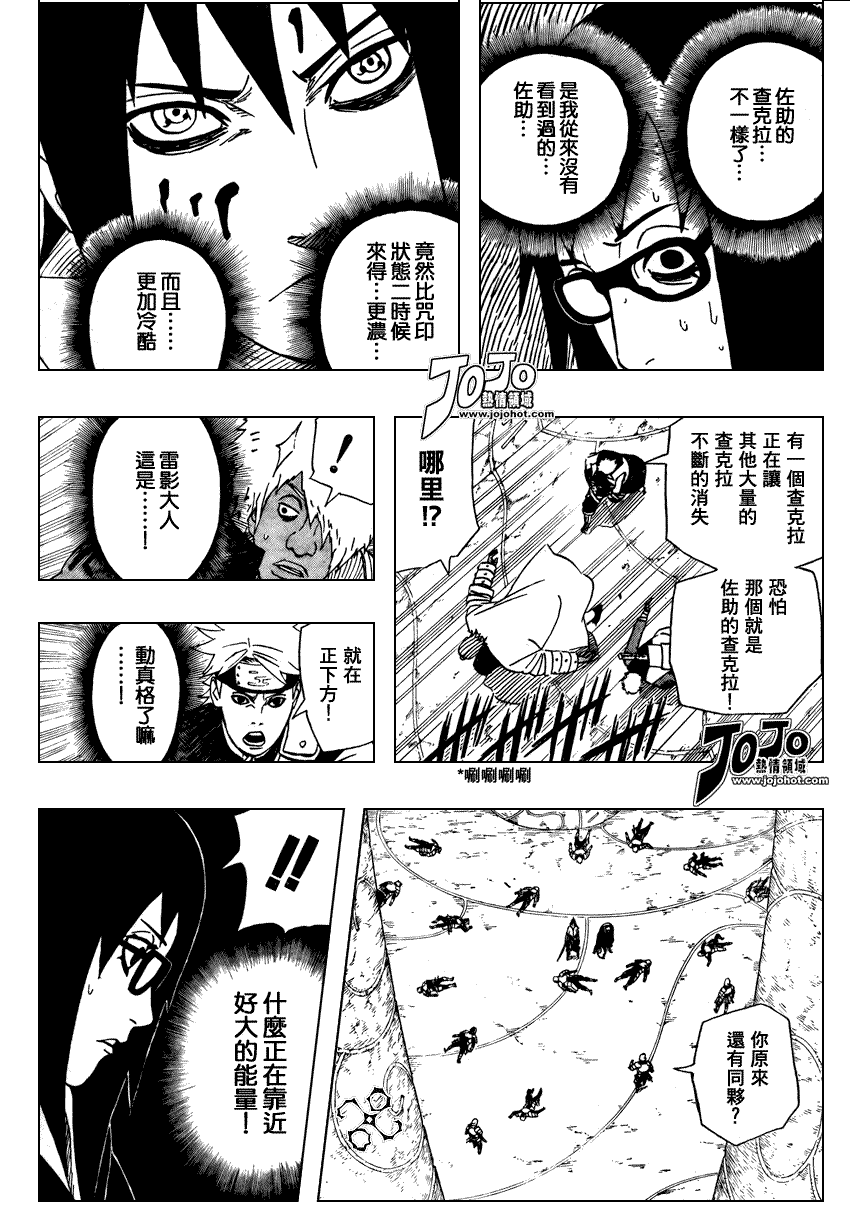 佐助的
查克拉…
不一樣了…
是我從來沒有
看到過的…
佐助…
竟然比咒印
狀態二時候
來得…更濃…
而且……
更加冷酷
JOJO
熱情領域
www.jojohot.com
有一個查克拉
正在讓
其他大量的
查克拉
不斷的消失
恐怕
那個就是
佐助的查克拉!
哪里!?
*唰唰唰唰
JOJO
熱情領域
www.jojohot.com
!
雷影大人
這是……!
就在
正下方!
動真格了嘛
……!
你原來
還有同夥?
!!
什麼正在靠近
好大的能量!